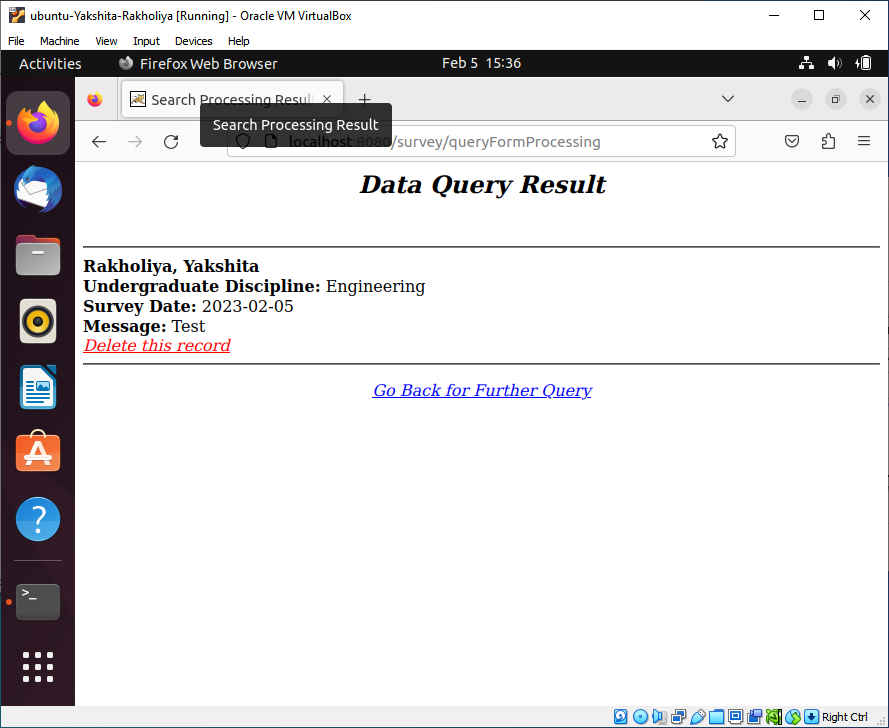 ubuntu-Yakshita-Rakholiya [Running] - Oracle VM VirtualBox
File Machine View Input Devices Help
Activities Firefox Web Browser Feb 5 15:36
Search Processing Resul
Search Processing Result
localhost:8080/survey/queryFormProcessing
Data Query Result
Rakholiya, Yakshita
Undergraduate Discipline: Engineering
Survey Date: 2023-02-05
Message: Test
Delete this record
Go Back for Further Query
Right Ctrl